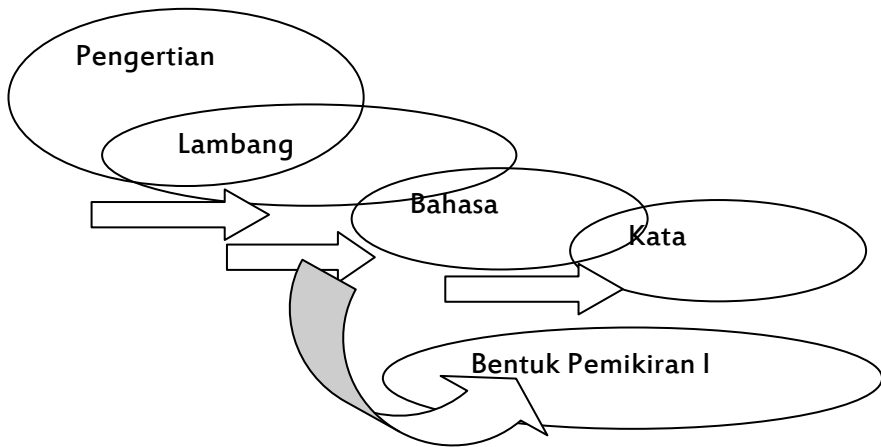 Pengertian
Lambang
Bahasa
Kata
Bentuk Pemikiran I